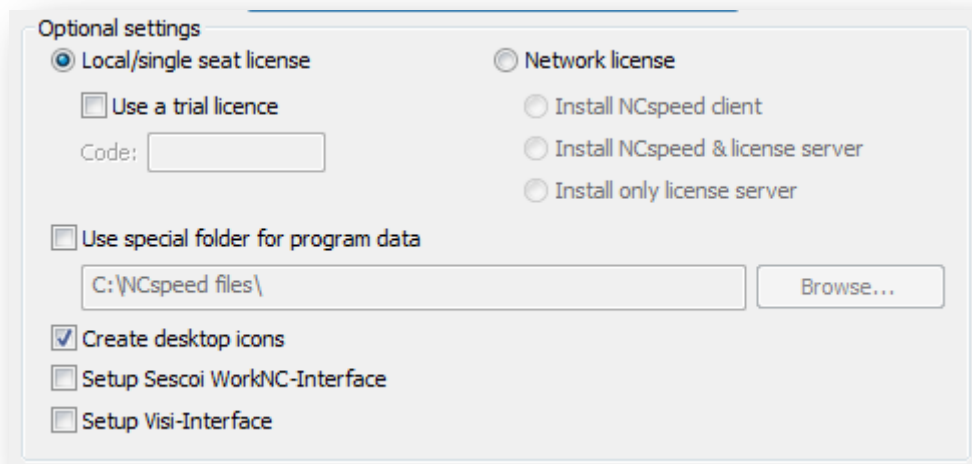 Optional settings
Local/single seat license
Network license
Use a trial licence
Install NCspeed client
Code:
Install NCspeed & license server
Install only license server
Use special folder for program data
C:\NCspeed files\
Browse...
Create desktop icons
Setup Sescoi WorkNC-Interface
Setup Visi-Interface